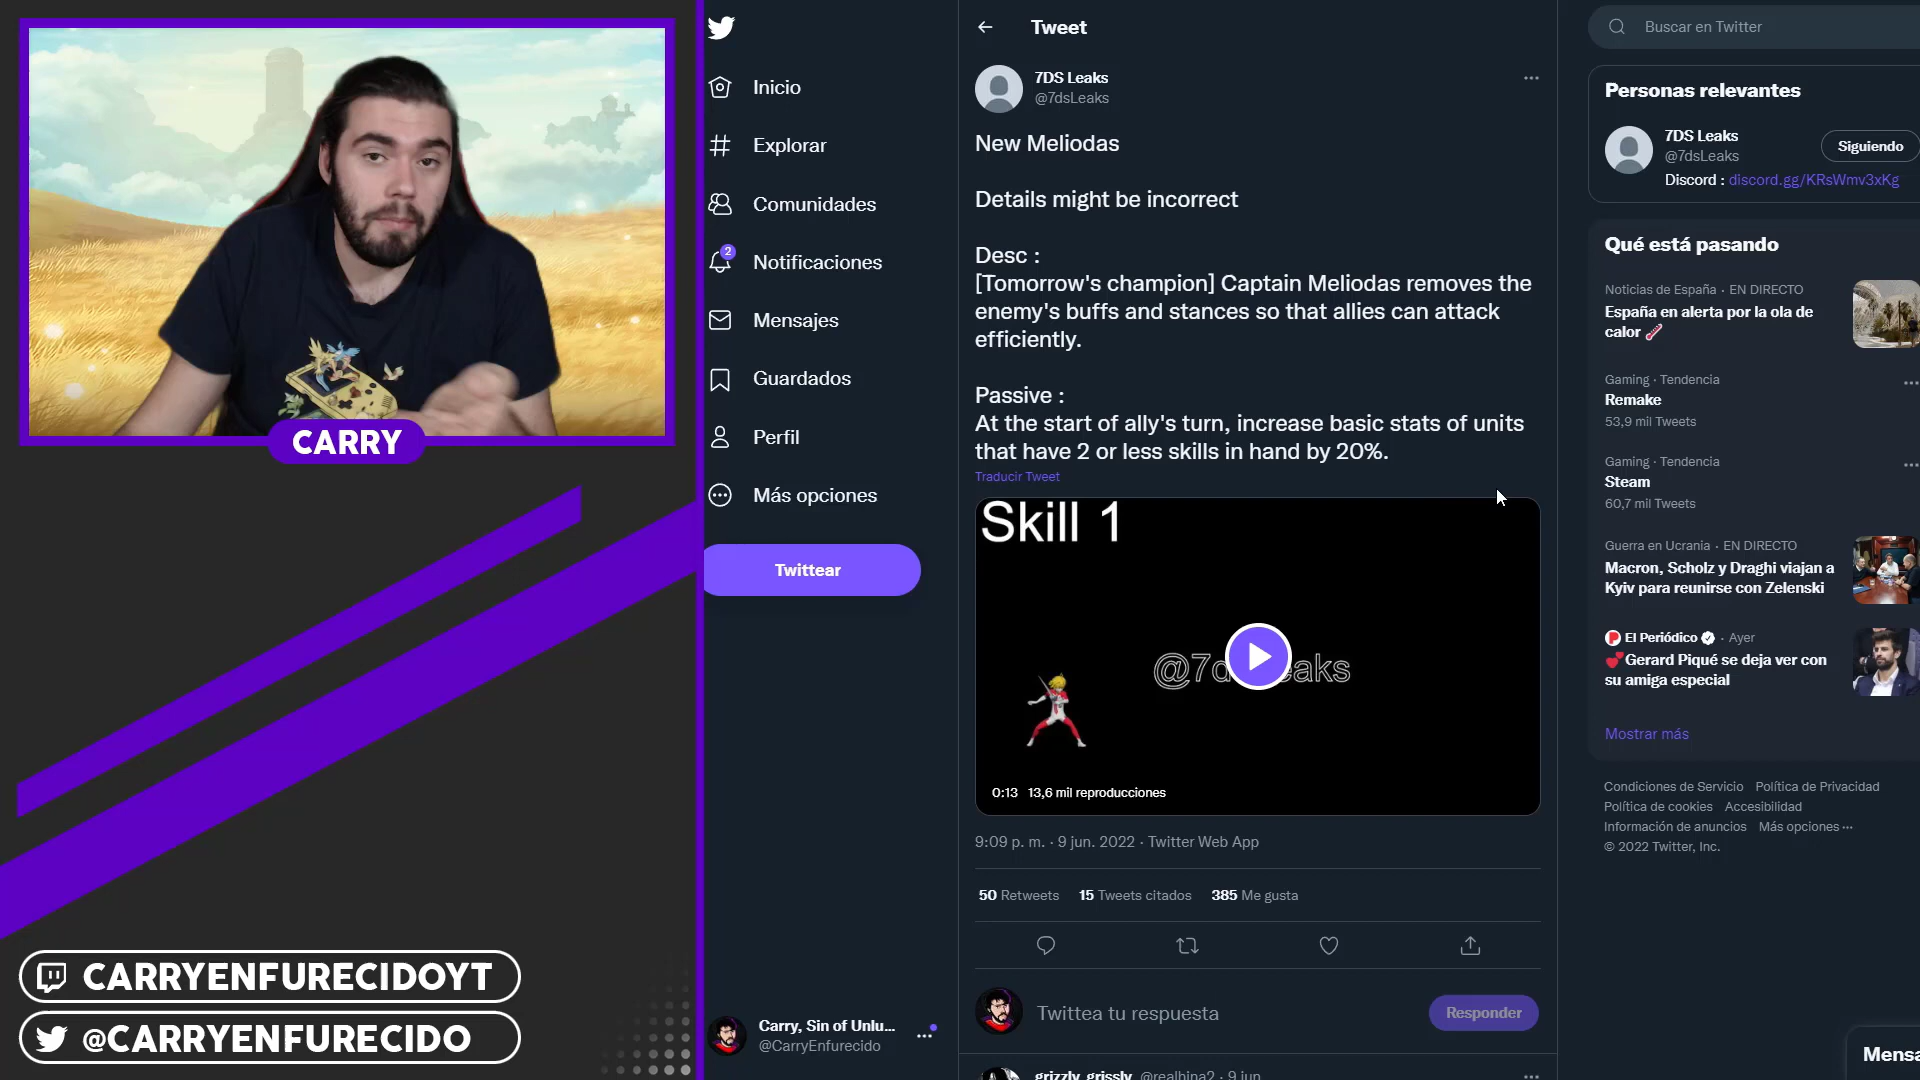 CARRY
CARRYENFURECIDOYT
@CARRYENFURECIDO
Inicio
Explorar
Comunidades
2
Notificaciones
Mensajes
Guardados
Perfil
Más opciones
Twittear
Carry, Sin of Unlu...
@CarryEnfurecido
Tweet
7DS Leaks
@7dsLeaks
New Meliodas
Details might be incorrect
Desc :
[Tomorrow's champion] Captain Meliodas removes the
enemy's buffs and stances so that allies can attack
efficiently.
Passive :
At the start of ally's turn, increase basic stats of units
that have 2 or less skills in hand by 20%.
Traducir Tweet
Skill 1
0:13 13,6 mil reproducciones
9:09 p. m. · 9 jun. 2022 · Twitter Web App
50 Retweets 15 Tweets citados 385 Me gusta
Twittea tu respuesta
Responder
grizzly_grissly @realhina2 · 9 jun.
Buscar en Twitter
Personas relevantes
7DS Leaks
@7dsLeaks
Siguiendo
Discord : discord.gg/KRsWmv3xKg
Qué está pasando
Noticias de España · EN DIRECTO
España en alerta por la ola de
calor 🌡️
Gaming · Tendencia
Remake
53,9 mil Tweets
Gaming · Tendencia
Steam
60,7 mil Tweets
Guerra en Ucrania · EN DIRECTO
Macron, Scholz y Draghi viajan a
Kyiv para reunirse con Zelenski
El Periódico · Ayer
💕Gerard Piqué se deja ver con
su amiga especial
Mostrar más
Condiciones de Servicio Política de Privacidad
Política de cookies Accesibilidad
Información de anuncios Más opciones ···
© 2022 Twitter, Inc.